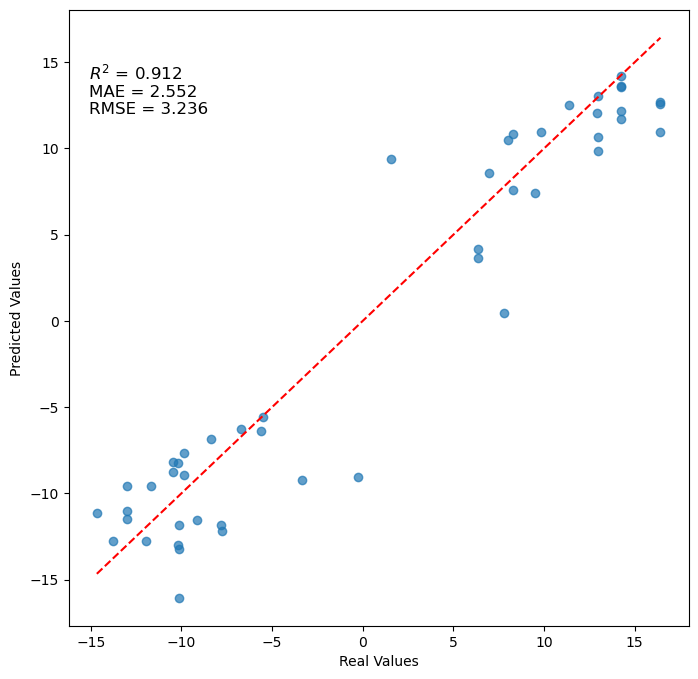 R² = 0.912
MAE = 2.552
RMSE = 3.236
15
10
5
0
−5
−10
−15
Predicted Values
−15 −10 −5 0 5 10 15
Real Values